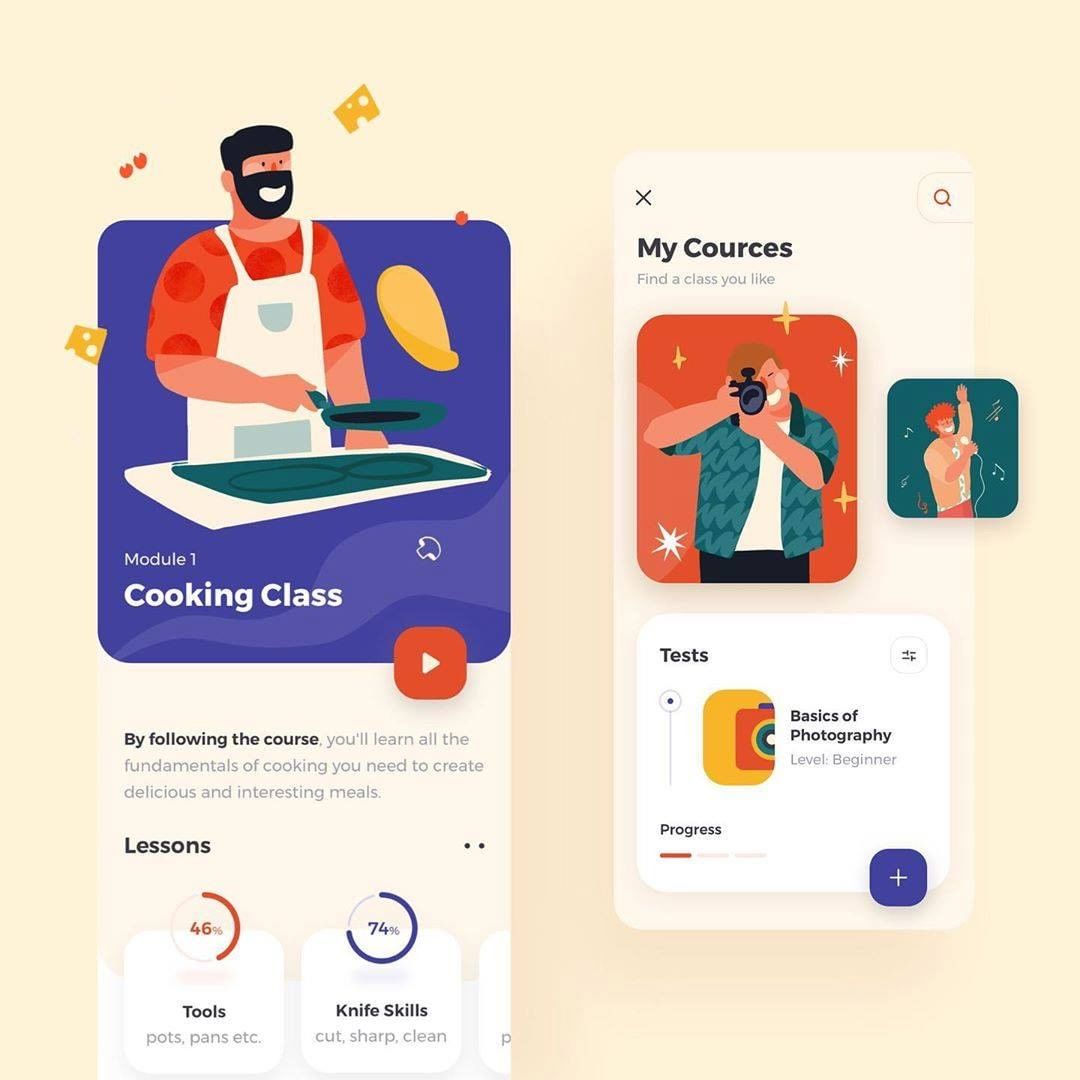 Module 1
Cooking Class
By following the course, you'll learn all the
fundamentals of cooking you need to create
delicious and interesting meals.
Lessons
46%
Tools
pots, pans etc.
74%
Knife Skills
cut, sharp, clean
p
My Cources
Find a class you like
Tests
Basics of
Photography
Level: Beginner
Progress